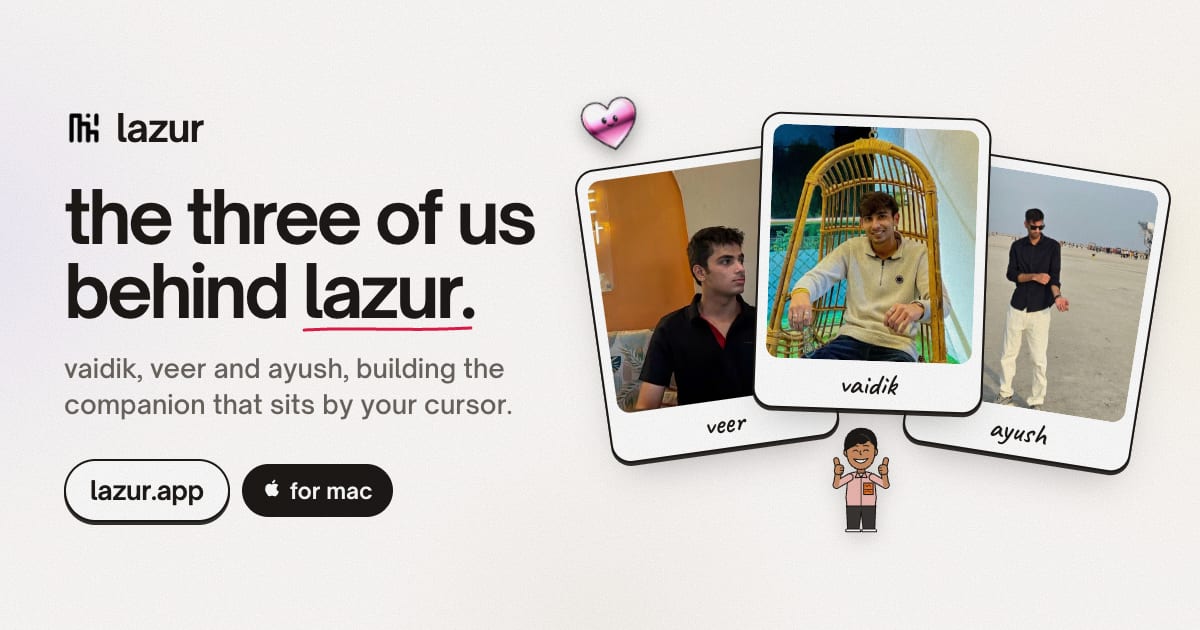 lazur
the three of us
behind lazur.
vaidik, veer and ayush, building the
companion that sits by your cursor.
lazur.app
for mac
veer
vaidik
ayush